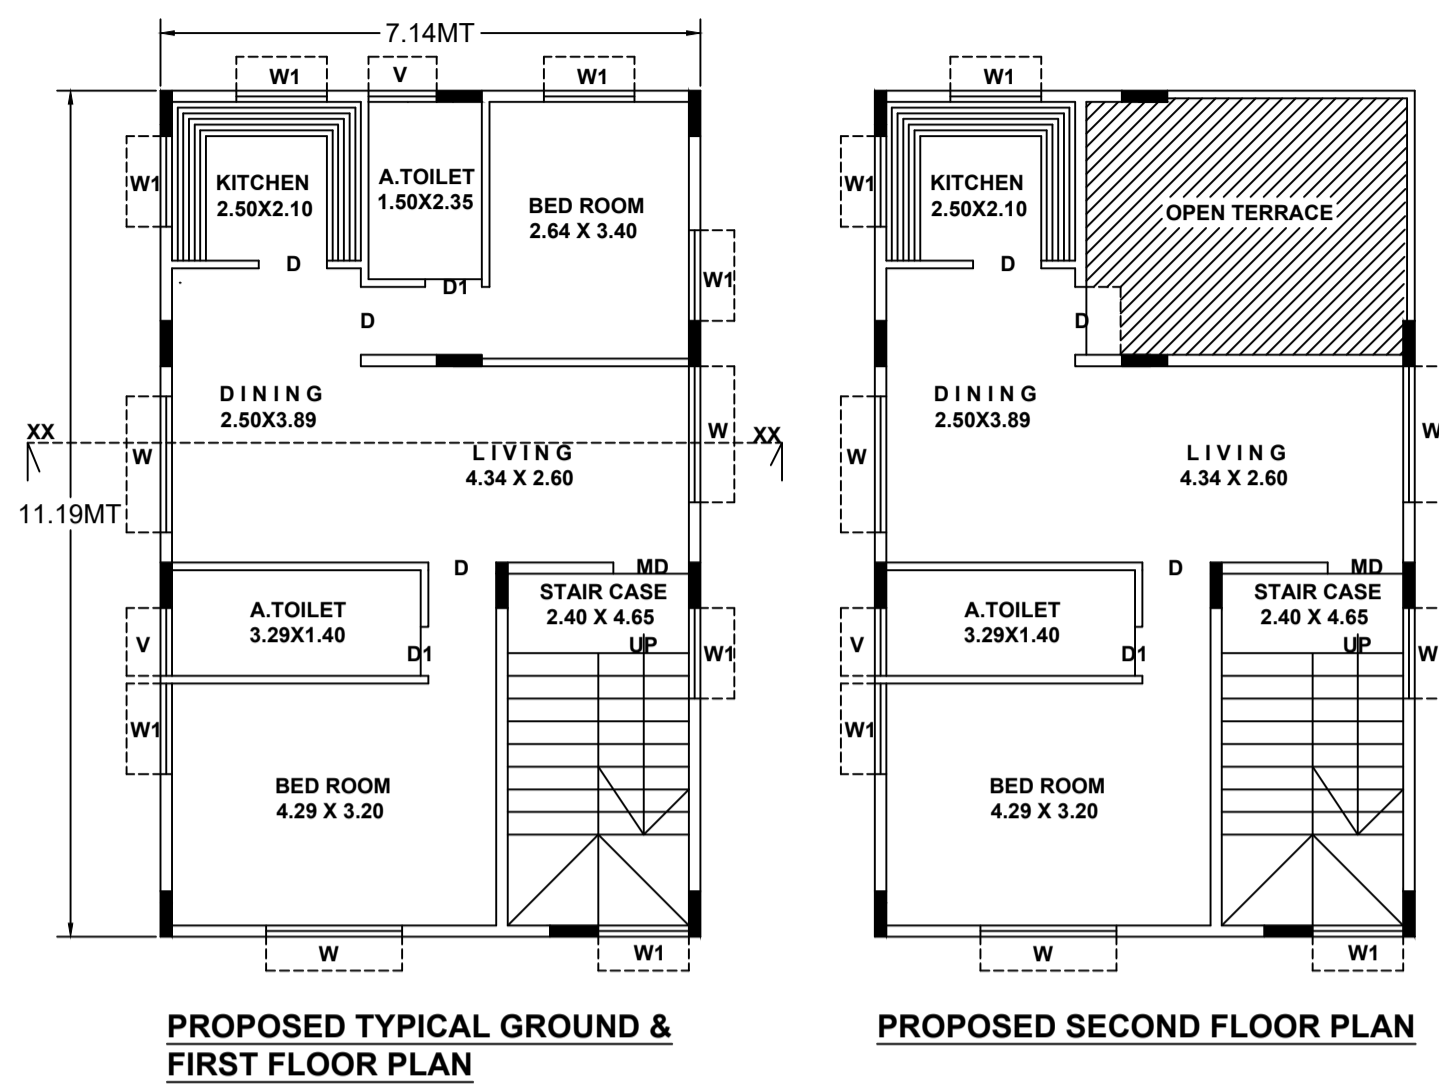 7.14MT
W1
V
W1
W1
KITCHEN
2.50X2.10
A.TOILET
1.50X2.35
BED ROOM
2.64 X 3.40
D
D1
W1
D
D I N I N G
2.50X3.89
XX
W
W
XX
L I V I N G
4.34 X 2.60
11.19MT
D
MD
STAIR CASE
2.40 X 4.65
A.TOILET
3.29X1.40
V
UP
D1
W1
W1
BED ROOM
4.29 X 3.20
W
W1
PROPOSED TYPICAL GROUND &
FIRST FLOOR PLAN
W1
W1
KITCHEN
2.50X2.10
OPEN TERRACE
D
D
D I N I N G
2.50X3.89
W
W
L I V I N G
4.34 X 2.60
D
MD
STAIR CASE
2.40 X 4.65
A.TOILET
3.29X1.40
V
UP
D1
W
W1
BED ROOM
4.29 X 3.20
W
W1
PROPOSED SECOND FLOOR PLAN